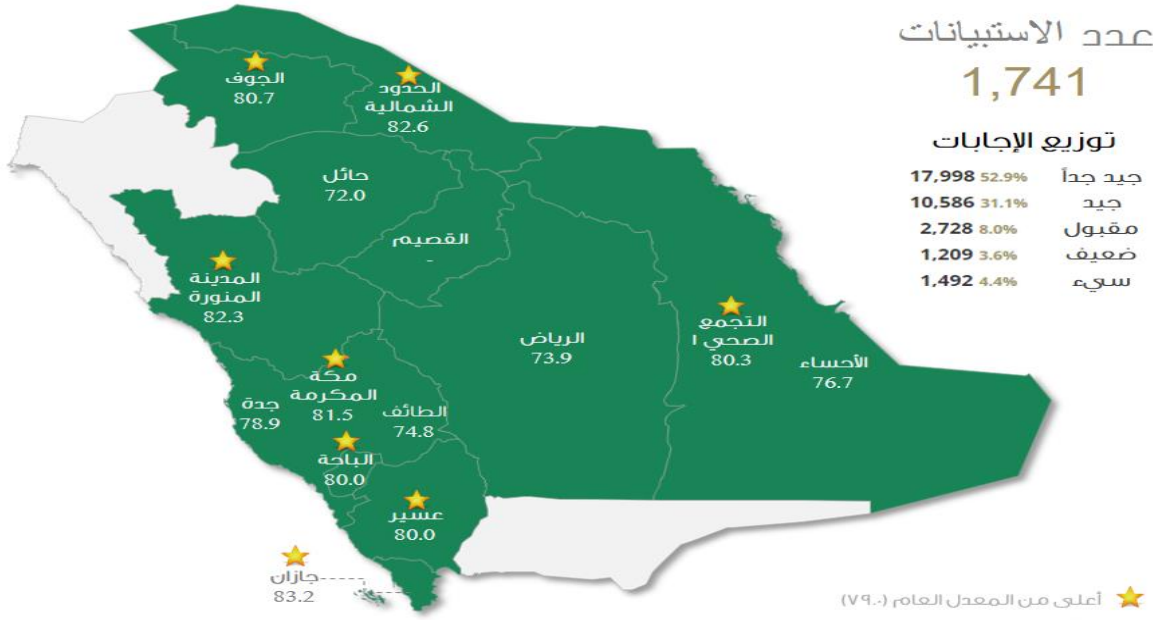 عدد الاستبيانات
1,741
توزيع الإجابات
جيد جداً 52.9% 17,998
جيد 31.1% 10,586
مقبول 8.0% 2,728
ضعيف 3.6% 1,209
سيء 4.4% 1,492
الجوف
80.7
الحدود
الشمالية
82.6
حائل
72.0
القصيم
-
المدينة
المنورة
82.3
الرياض
73.9
التجمع
الصحي ١
80.3
الأحساء
76.7
مكة
المكرمة
81.5
جدة
78.9
الطائف
74.8
الباحة
80.0
عسير
80.0
جازان
83.2
أعلى من المعدل العام (٧٩.٠)